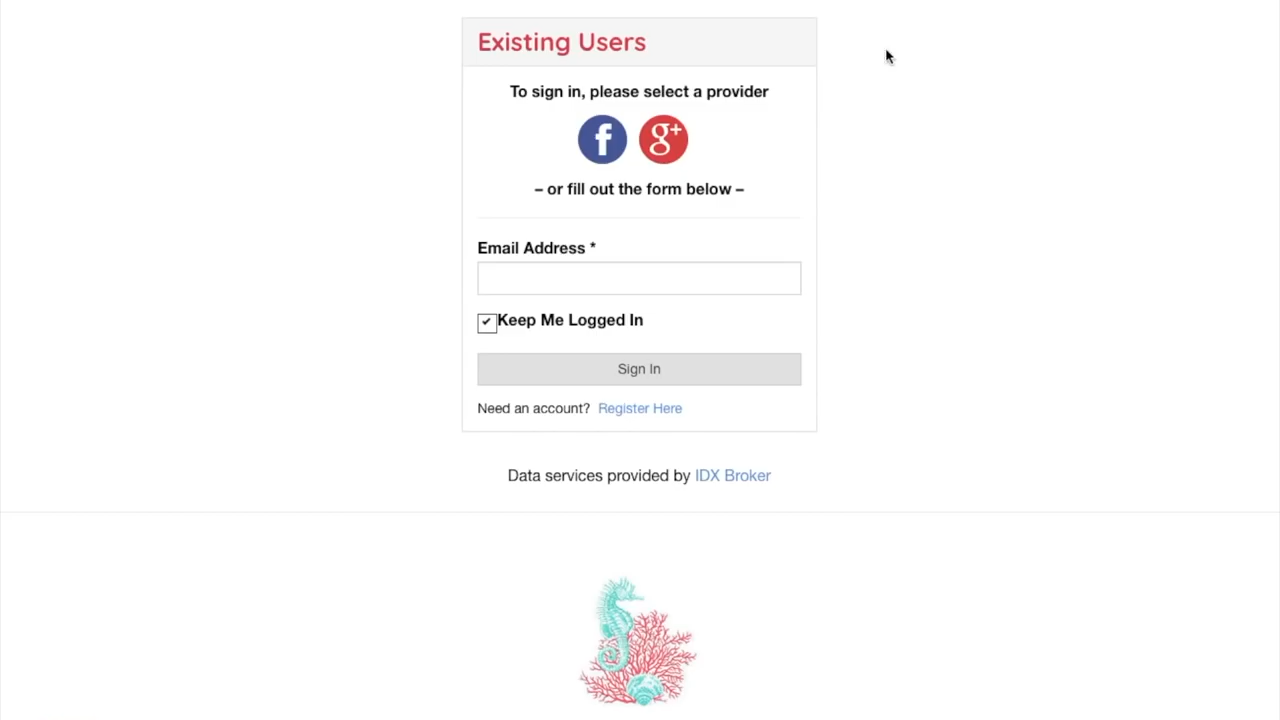 Existing Users
To sign in, please select a provider
f g+
– or fill out the form below –
Email Address *
Keep Me Logged In
Sign In
Need an account? Register Here
Data services provided by IDX Broker